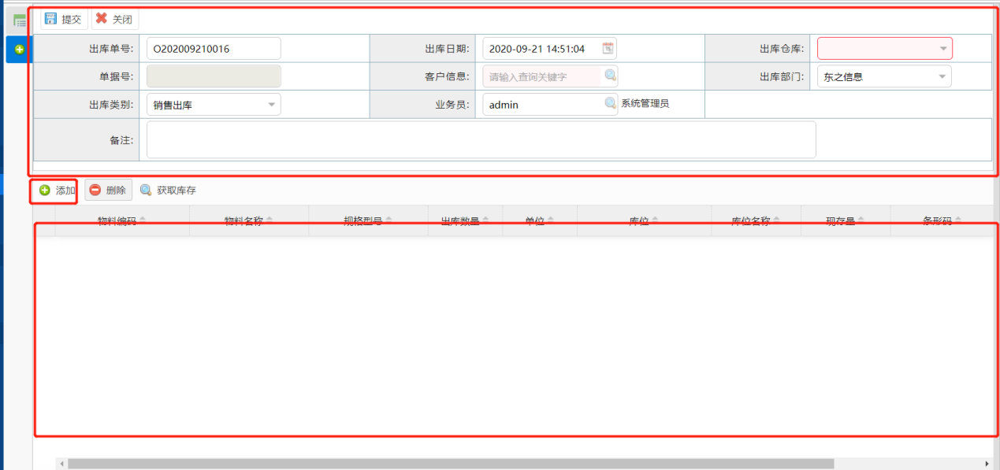 提交 关闭
出库单号: O202009210016 出库日期: 2020-09-21 14:51:04 出库仓库:
单据号: 客户信息: 请输入查询关键字 出库部门: 东之信息
出库类别: 销售出库 业务员: admin 系统管理员
备注:
添加 删除 获取库存
物料编码 物料名称 规格型号 出库数量 单位 库位 库位名称 现存量 条形码